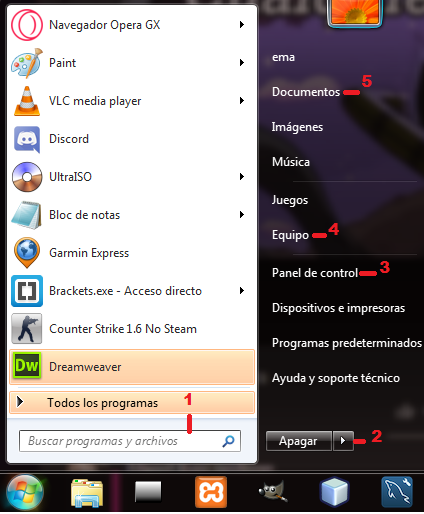 Navegador Opera GX
Paint
VLC media player
Discord
UltraISO
Bloc de notas
Garmin Express
Brackets.exe - Acceso directo
Counter Strike 1.6 No Steam
Dw Dreamweaver
Todos los programas
1
Buscar programas y archivos
ema
Documentos 5
Imágenes
Música
Juegos
Equipo 4
Panel de control 3
Dispositivos e impresoras
Programas predeterminados
Ayuda y soporte técnico
Apagar 2